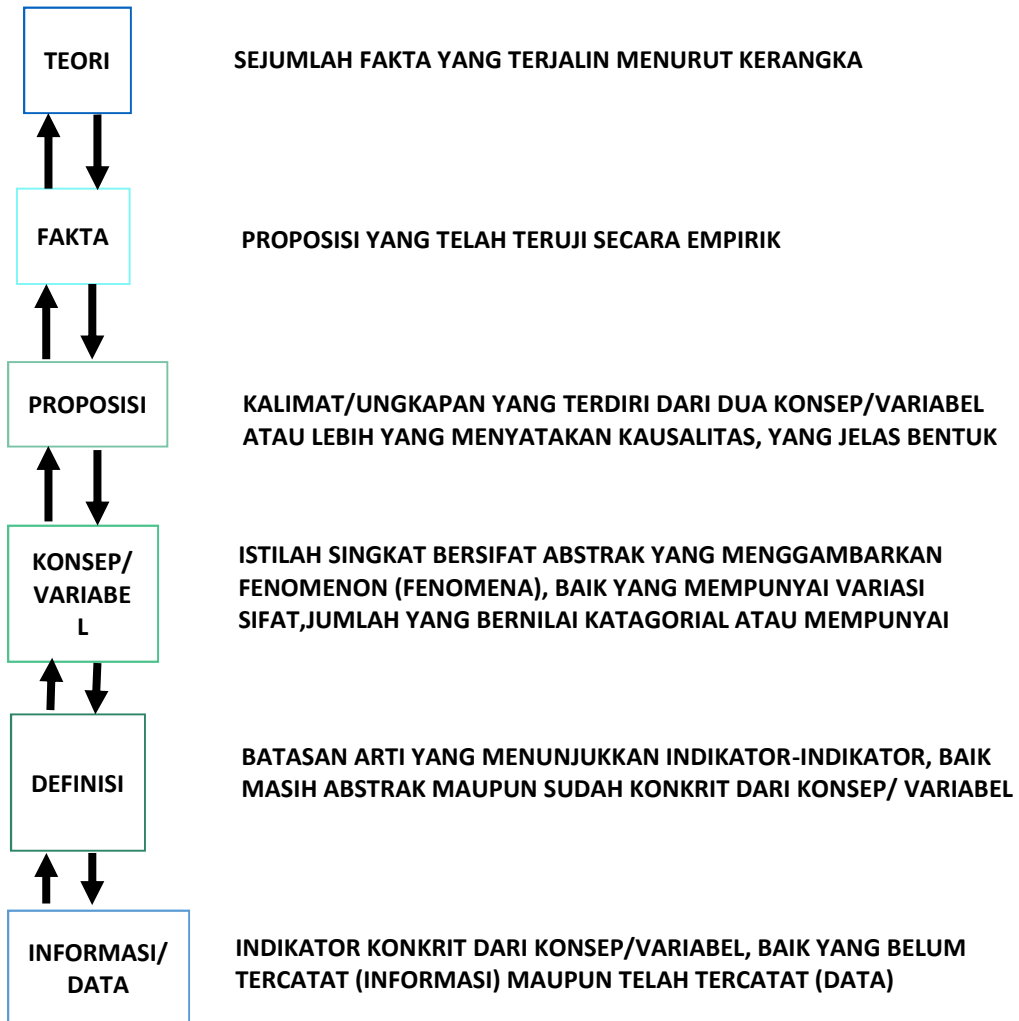 TEORI
SEJUMLAH FAKTA YANG TERJALIN MENURUT KERANGKA
FAKTA
PROPOSISI YANG TELAH TERUJI SECARA EMPIRIK
PROPOSISI
KALIMAT/UNGKAPAN YANG TERDIRI DARI DUA KONSEP/VARIABEL
ATAU LEBIH YANG MENYATAKAN KAUSALITAS, YANG JELAS BENTUK
KONSEP/
VARIABE
L
ISTILAH SINGKAT BERSIFAT ABSTRAK YANG MENGGAMBARKAN
FENOMENON (FENOMENA), BAIK YANG MEMPUNYAI VARIASI
SIFAT,JUMLAH YANG BERNILAI KATAGORIAL ATAU MEMPUNYAI
DEFINISI
BATASAN ARTI YANG MENUNJUKKAN INDIKATOR-INDIKATOR, BAIK
MASIH ABSTRAK MAUPUN SUDAH KONKRIT DARI KONSEP/ VARIABEL
INFORMASI/
DATA
INDIKATOR KONKRIT DARI KONSEP/VARIABEL, BAIK YANG BELUM
TERCATAT (INFORMASI) MAUPUN TELAH TERCATAT (DATA)